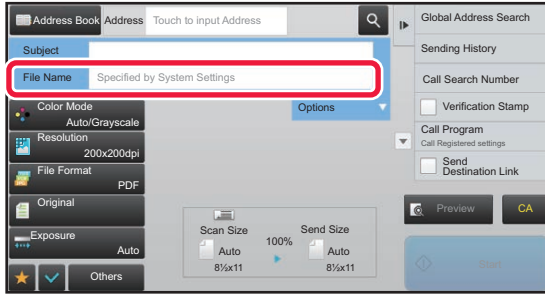 Address Book Address Touch to input Address
Subject
File Name Specified by System Settings
Color Mode
Auto/Grayscale
Resolution
200x200dpi
File Format
PDF
Original
Exposure
Auto
Others
Options
Scan Size
Auto
8½x11
100%
Send Size
Auto
8½x11
Global Address Search
Sending History
Call Search Number
Verification Stamp
Call Program
Call Registered settings
Send
Destination Link
Preview
CA
Start